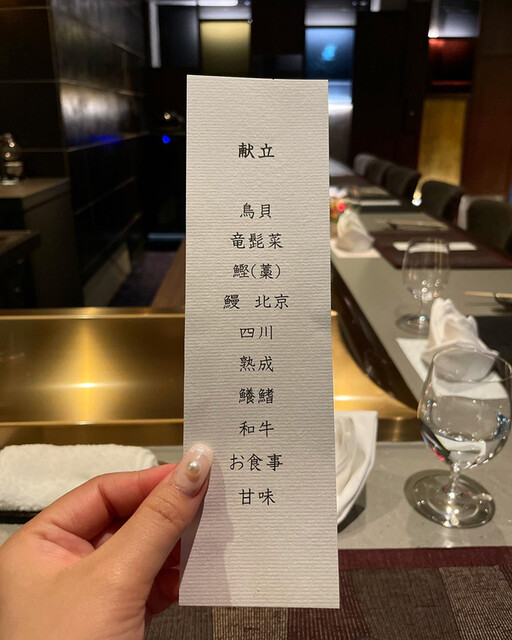 献立
鳥貝
竜髭菜
鰹(藁)
鰻 北京
四川
熟成
鱶鰭
和牛
お食事
甘味